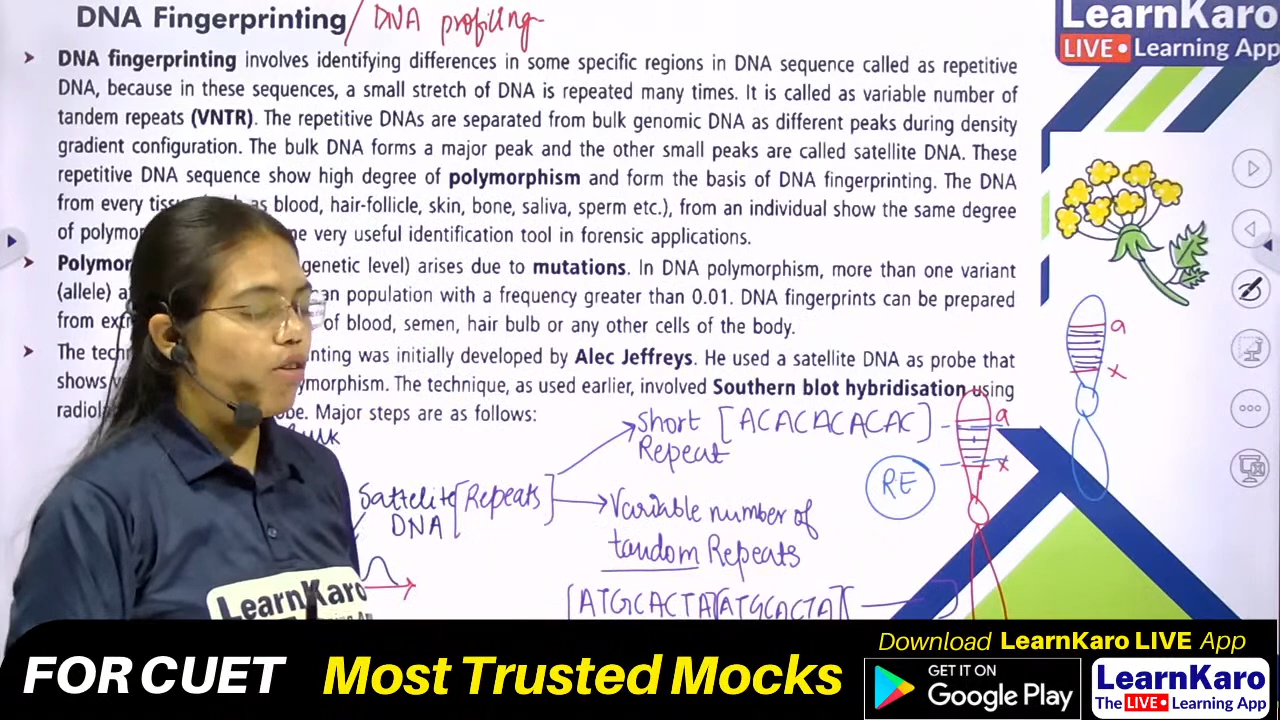 DNA Fingerprinting / DNA profiling
LearnKaro
LIVE • Learning App
➤ DNA fingerprinting involves identifying differences in some specific regions in DNA sequence called as repetitive
DNA, because in these sequences, a small stretch of DNA is repeated many times. It is called as variable number of
tandem repeats (VNTR). The repetitive DNAs are separated from bulk genomic DNA as different peaks during density
gradient configuration. The bulk DNA forms a major peak and the other small peaks are called satellite DNA. These
repetitive DNA sequence show high degree of polymorphism and form the basis of DNA fingerprinting. The DNA
from every as blood, hair-follicle, skin, bone, saliva, sperm etc.), from an individual show the same degree
of very useful identification tool in forensic applications.
➤ genetic level) arises due to mutations. In DNA polymorphism, more than one variant
(allele) population with a frequency greater than 0.01. DNA fingerprints can be prepared
from of blood, semen, hair bulb or any other cells of the body.
➤ The was initially developed by Alec Jeffreys. He used a satellite DNA as probe that
shows The technique, as used earlier, involved Southern blot hybridisation using
Major steps are as follows:
a
x
Short [ACACACACAC]
Repeat
a
x
RE
Sattelite [Repeats]
DNA
Variable number of
tandom Repeats
[ATGCACTA][ATGCACTA][
LearnKaro
FOR CUET Most Trusted Mocks
Download LearnKaro LIVE App
GET IT ON
Google Play
LearnKaro
The LIVE • Learning App